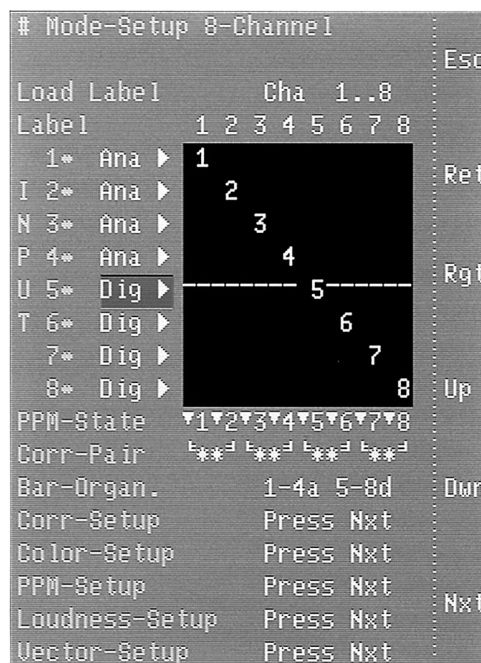 # Mode-Setup 8-Channel
Esc
Load Label Cha 1..8
Label 1 2 3 4 5 6 7 8
1* Ana ▶ 1
Ret
I 2* Ana ▶ 2
N 3* Ana ▶ 3
P 4* Ana ▶ 4
Rgt
U 5* Dig ▶ 5
T 6* Dig ▶ 6
7* Dig ▶ 7
8* Dig ▶ 8
Up
PPM-State ▼1▼2▼3▼4▼5▼6▼7▼8
Corr-Pair ┗**┛ ┗**┛ ┗**┛ ┗**┛
Bar-Organ. 1-4a 5-8d
Dwn
Corr-Setup Press Nxt
Color-Setup Press Nxt
PPM-Setup Press Nxt
Nxt
Loudness-Setup Press Nxt
Vector-Setup Press Nxt